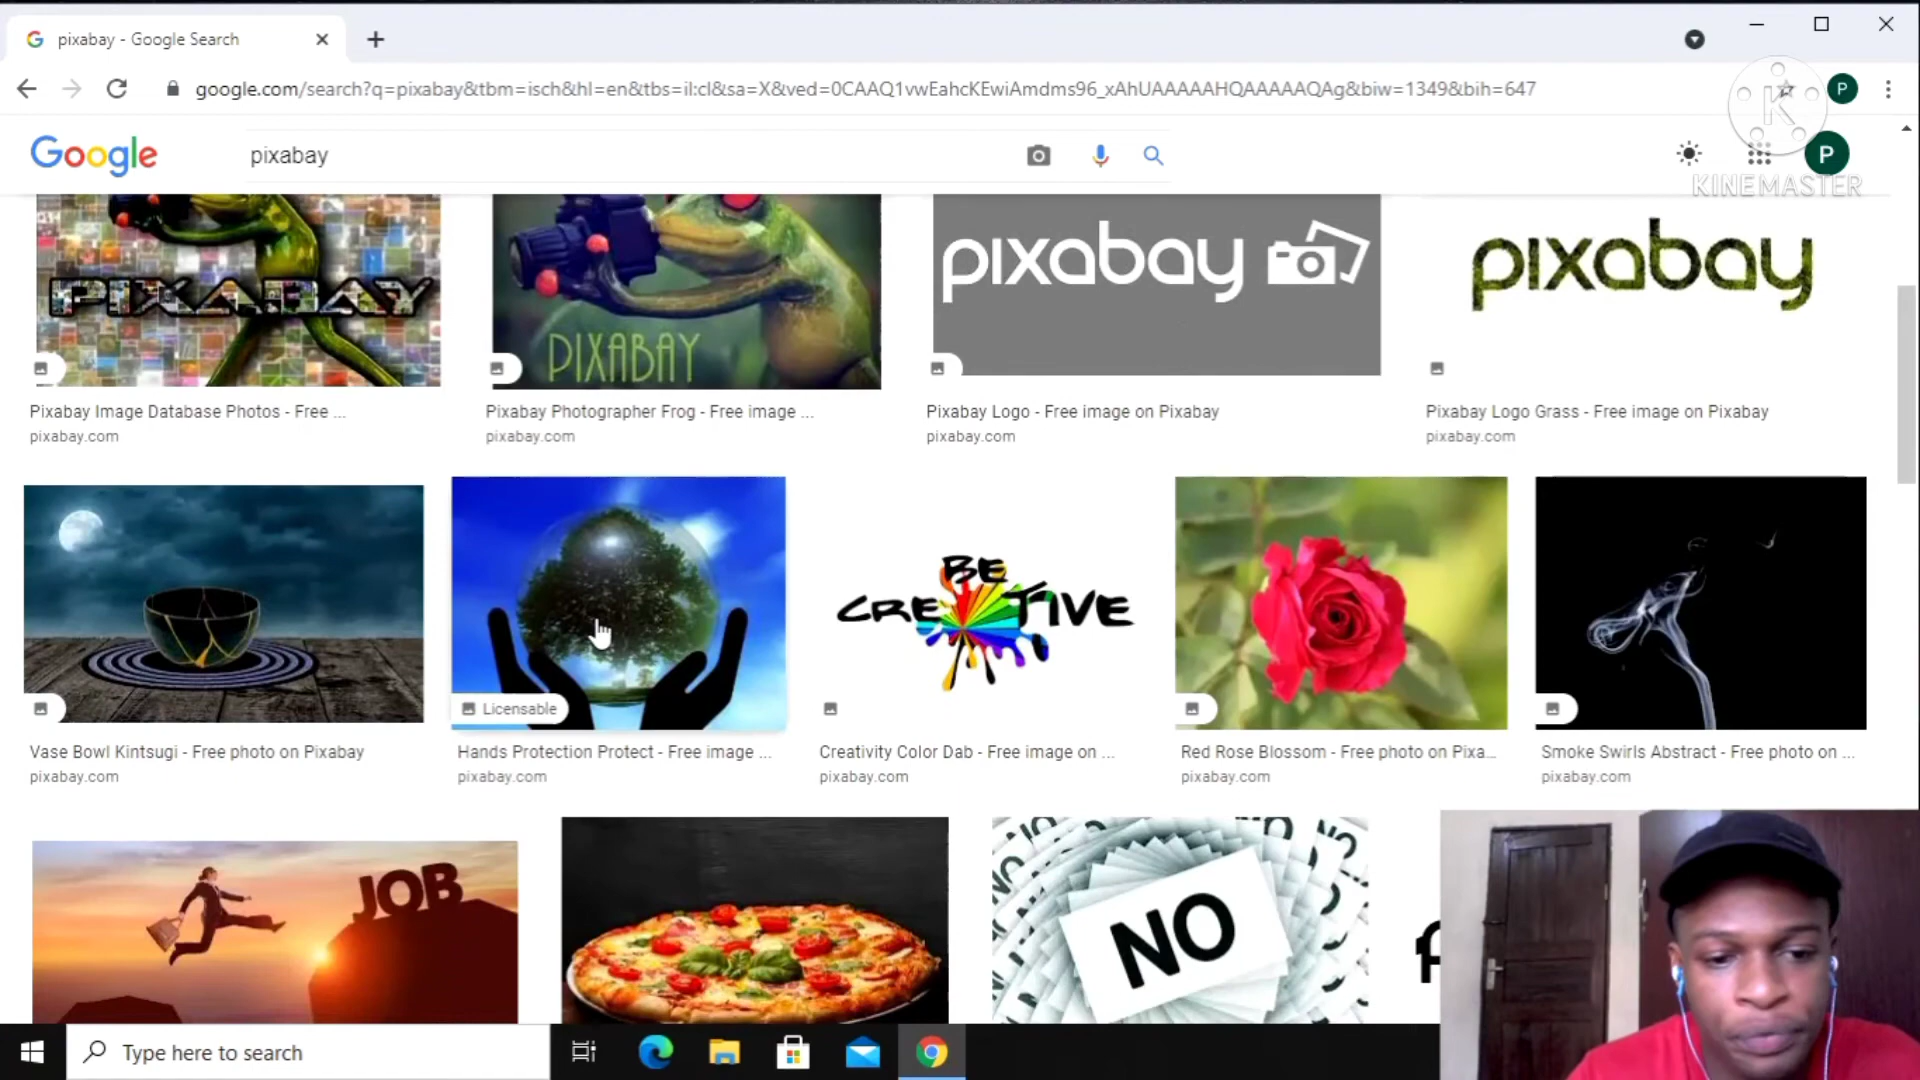 pixabay - Google Search
google.com/search?q=pixabay&tbm=isch&hl=en&tbs=il:cl&sa=X&ved=0CAAQ1vwEahcKEwiAmdms96_xAhUAAAAAHQAAAAAQAg&biw=1349&bih=647
P
Google
pixabay
P
KINEMASTER
PIXABAY
PIXABAY
pixabay
pixabay
Pixabay Image Database Photos - Free ...
pixabay.com
Pixabay Photographer Frog - Free image ...
pixabay.com
Pixabay Logo - Free image on Pixabay
pixabay.com
Pixabay Logo Grass - Free image on Pixabay
pixabay.com
BE
CREATIVE
Licensable
Vase Bowl Kintsugi - Free photo on Pixabay
pixabay.com
Hands Protection Protect - Free image ...
pixabay.com
Creativity Color Dab - Free image on ...
pixabay.com
Red Rose Blossom - Free photo on Pixa...
pixabay.com
Smoke Swirls Abstract - Free photo on ...
pixabay.com
JOB
NO
Type here to search